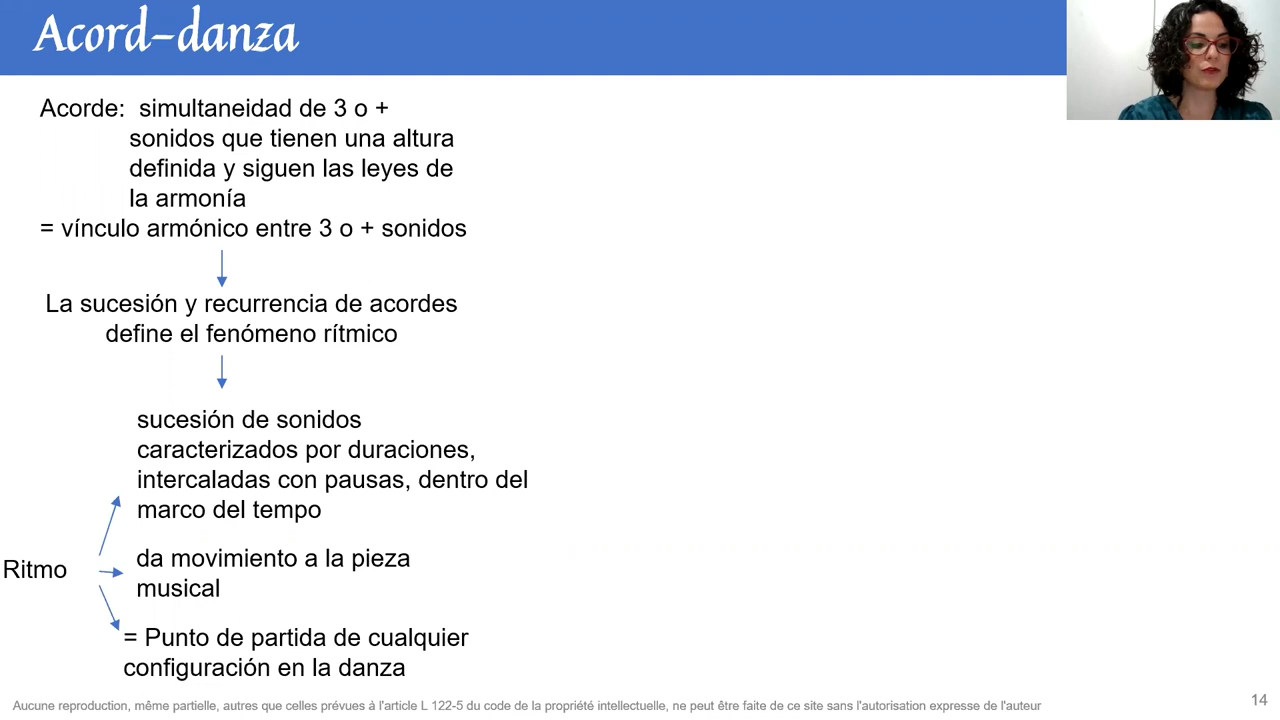 Acord-danza
Acorde: simultaneidad de 3 o +
sonidos que tienen una altura
definida y siguen las leyes de
la armonía
= vínculo armónico entre 3 o + sonidos
La sucesión y recurrencia de acordes
define el fenómeno rítmico
sucesión de sonidos
caracterizados por duraciones,
intercaladas con pausas, dentro del
marco del tempo
Ritmo
da movimiento a la pieza
musical
= Punto de partida de cualquier
configuración en la danza
Aucune reproduction, même partielle, autres que celles prévues à l'article L 122-5 du code de la propriété intellectuelle, ne peut être faite de ce site sans l'autorisation expresse de l'auteur
14